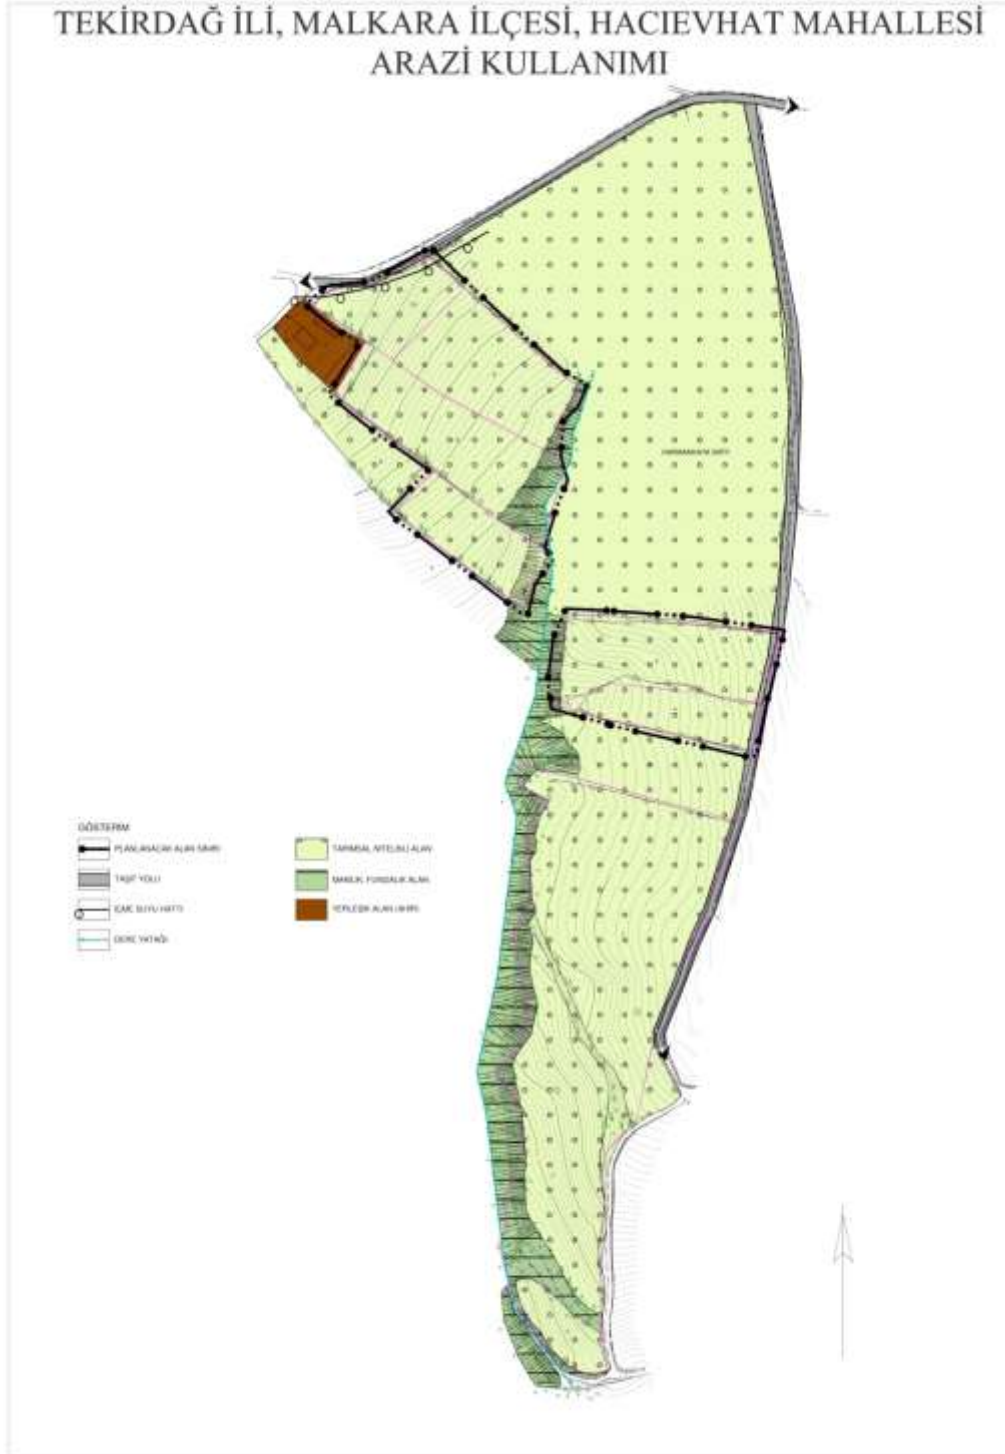 TEKİRDAĞ İLİ, MALKARA İLÇESİ, HACIEVHAT MAHALLESİ
ARAZİ KULLANIMI
GÖSTERİM
PLANLANACAK ALAN SINIRI
TAŞIT YOLU
İÇME SUYU HATTI
DERE YATAĞI
TARIMSAL NİTELİKLİ ALAN
MAKİLİK, FUNDALIK ALAN
YERLEŞİK ALAN (AHIR)